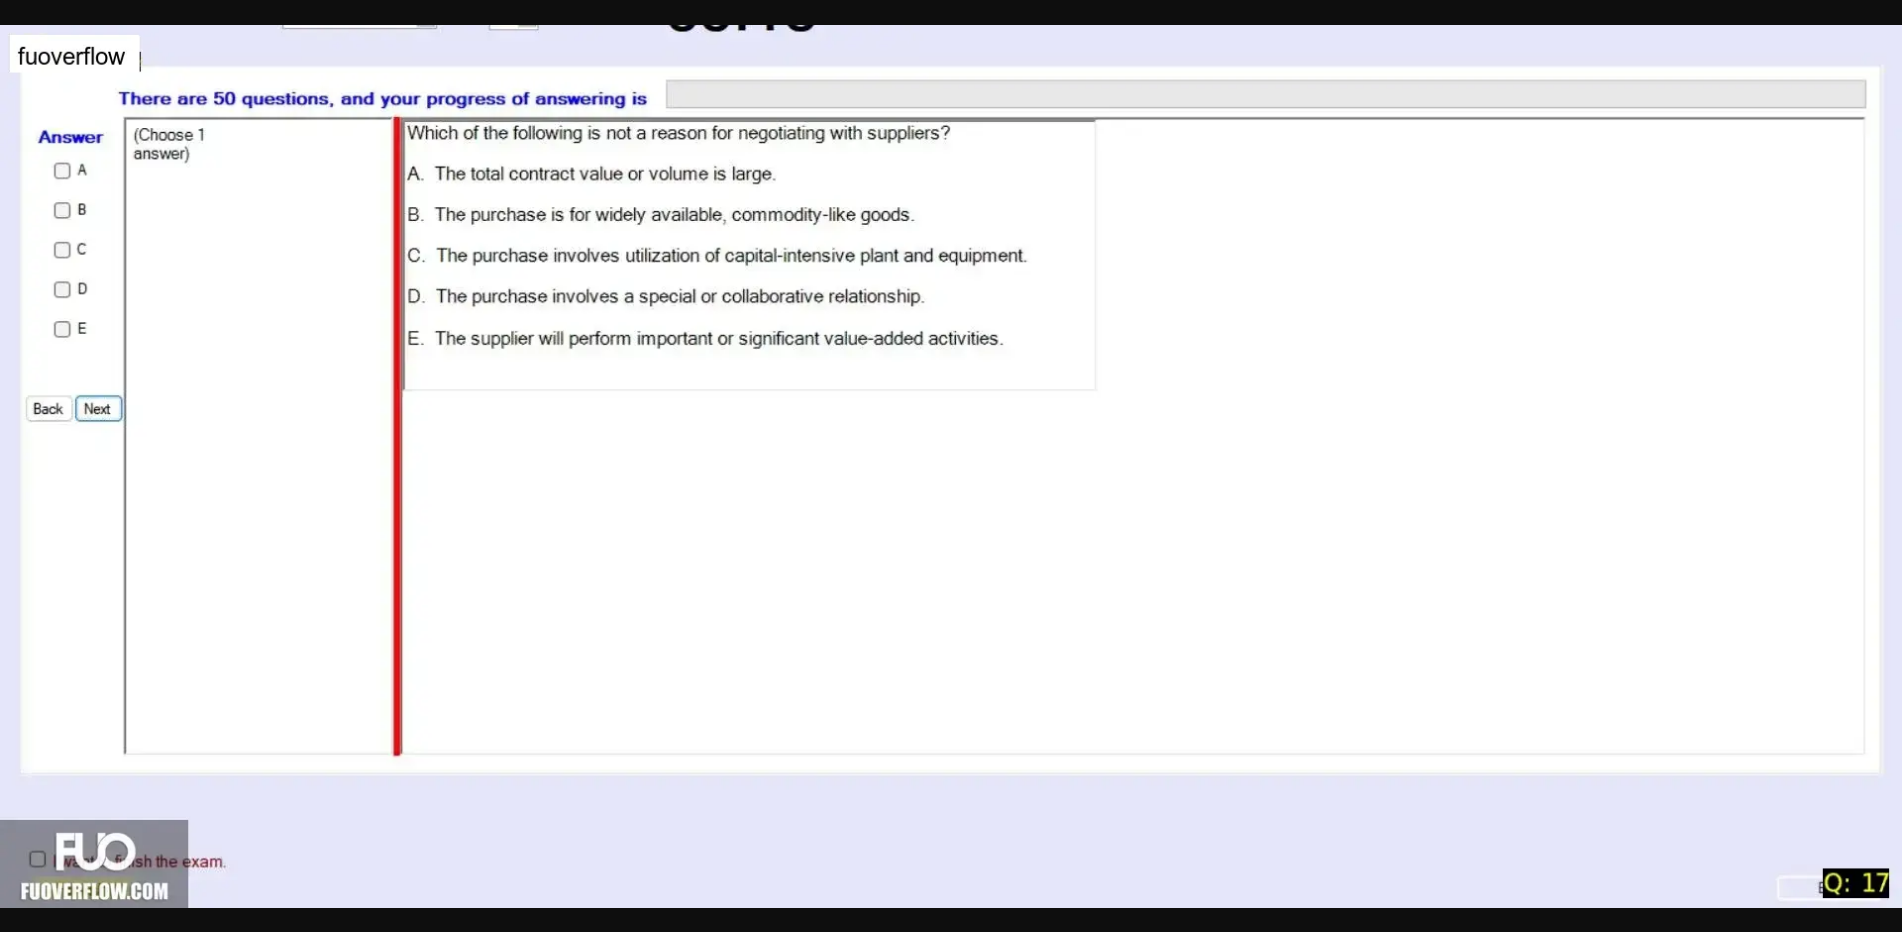 fuoverflow
There are 50 questions, and your progress of answering is
Answer
(Choose 1
answer)
A
B
C
D
E
Back Next
Which of the following is not a reason for negotiating with suppliers?
A. The total contract value or volume is large.
B. The purchase is for widely available, commodity-like goods.
C. The purchase involves utilization of capital-intensive plant and equipment.
D. The purchase involves a special or collaborative relationship.
E. The supplier will perform important or significant value-added activities.
FUO
the exam.
FUOVERFLOW.COM
Q: 17